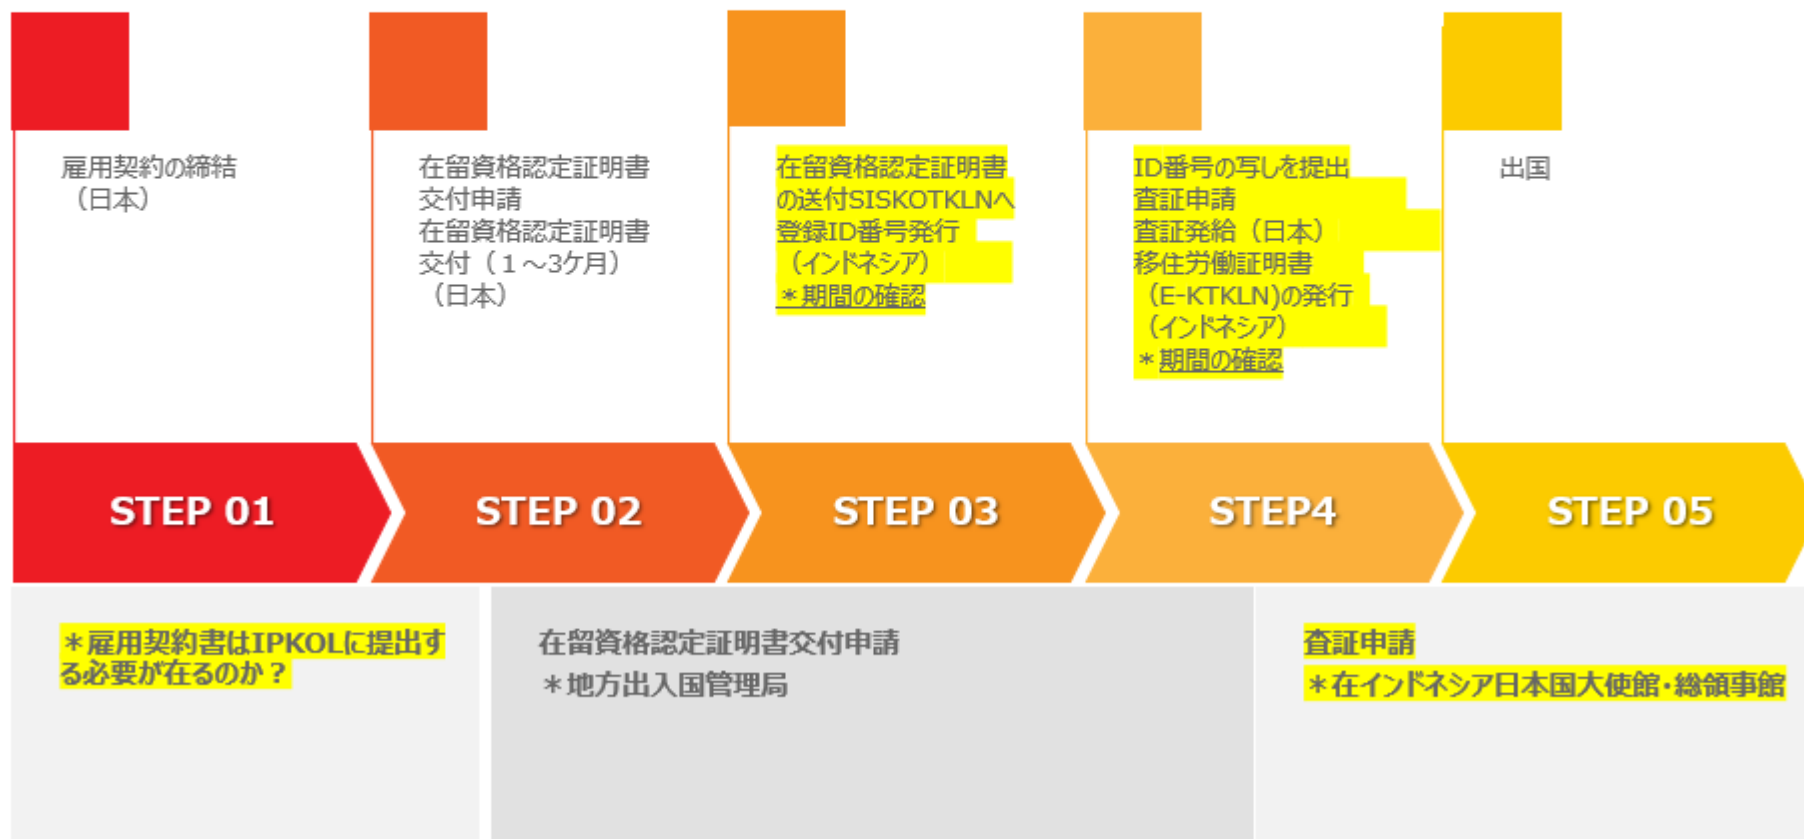 雇用契約の締結
（日本）
在留資格認定証明書
交付申請
在留資格認定証明書
交付（１～3ケ月）
（日本）
在留資格認定証明書
の送付SISKOTKLNへ
登録ID番号発行
（インドネシア）
＊期間の確認
ID番号の写しを提出
査証申請
査証発給（日本）
移住労働証明書
（E-KTKLN)の発行
（インドネシア）
＊期間の確認
出国
STEP 01
STEP 02
STEP 03
STEP4
STEP 05
＊雇用契約書はIPKOLに提出す
る必要が在るのか？
在留資格認定証明書交付申請
＊地方出入国管理局
査証申請
＊在インドネシア日本国大使館・総領事館